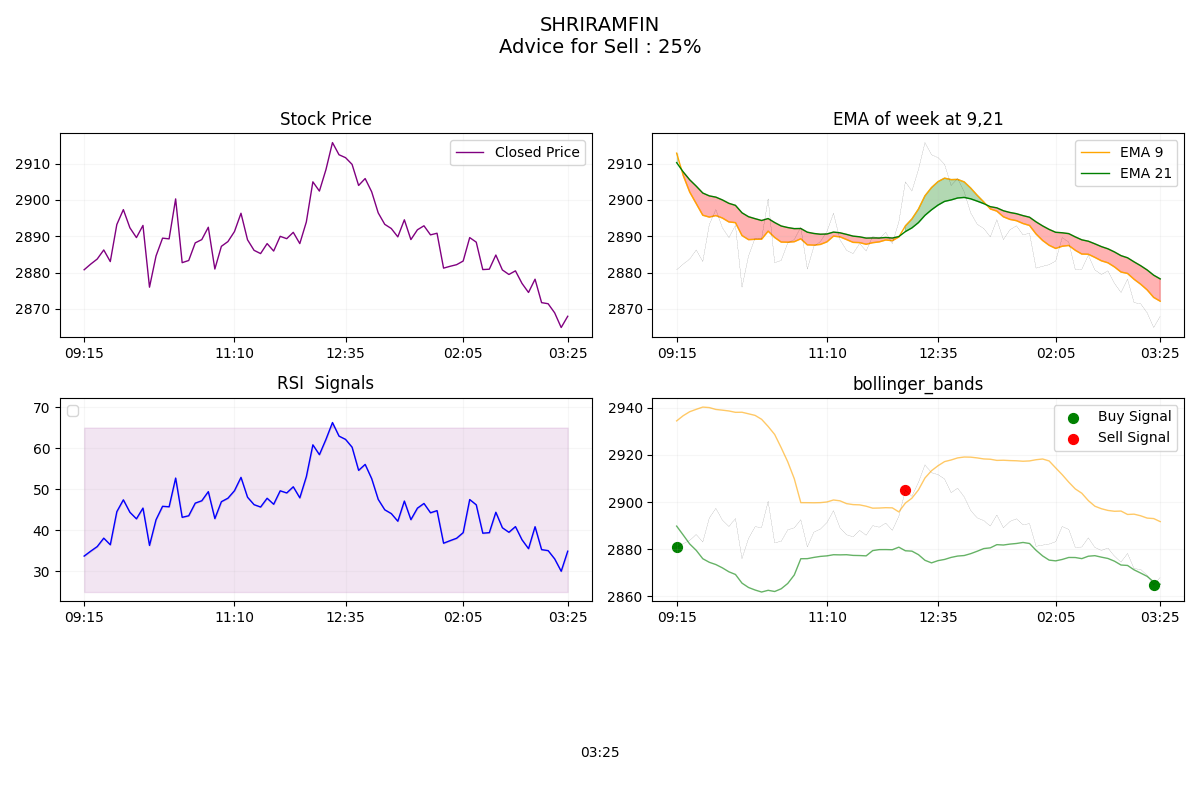 SHRIRAMFIN
Advice for Sell : 25%
Stock Price
Closed Price
2910
2900
2890
2880
2870
09:15 11:10 12:35 02:05 03:25
EMA of week at 9,21
EMA 9
EMA 21
2910
2900
2890
2880
2870
09:15 11:10 12:35 02:05 03:25
RSI  Signals
70
60
50
40
30
09:15 11:10 12:35 02:05 03:25
bollinger_bands
Buy Signal
Sell Signal
2940
2920
2900
2880
2860
09:15 11:10 12:35 02:05 03:25
03:25